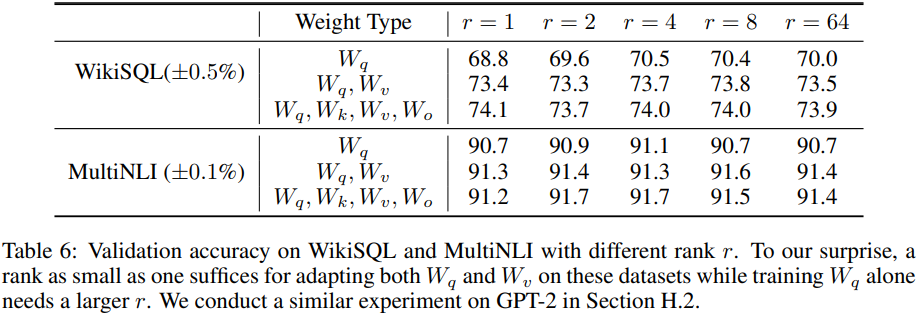 Weight Type r = 1 r = 2 r = 4 r = 8 r = 64
WikiSQL(±0.5%) W_q 68.8 69.6 70.5 70.4 70.0
W_q, W_v 73.4 73.3 73.7 73.8 73.5
W_q, W_k, W_v, W_o 74.1 73.7 74.0 74.0 73.9
MultiNLI (±0.1%) W_q 90.7 90.9 91.1 90.7 90.7
W_q, W_v 91.3 91.4 91.3 91.6 91.4
W_q, W_k, W_v, W_o 91.2 91.7 91.7 91.5 91.4
Table 6: Validation accuracy on WikiSQL and MultiNLI with different rank r. To our surprise, a
rank as small as one suffices for adapting both W_q and W_v on these datasets while training W_q alone
needs a larger r. We conduct a similar experiment on GPT-2 in Section H.2.